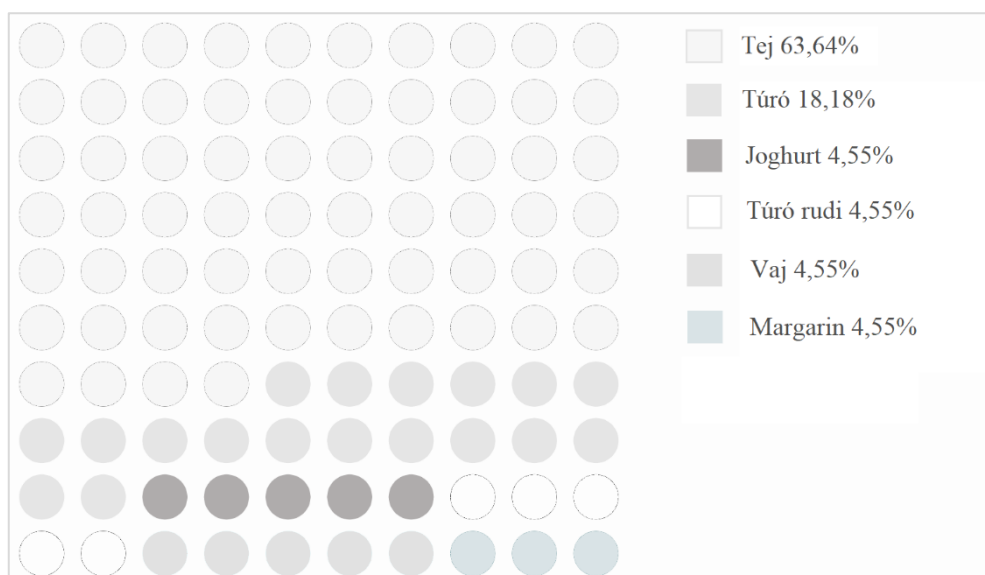 Tej 63,64%
Túró 18,18%
Joghurt 4,55%
Túró rudi 4,55%
Vaj 4,55%
Margarin 4,55%